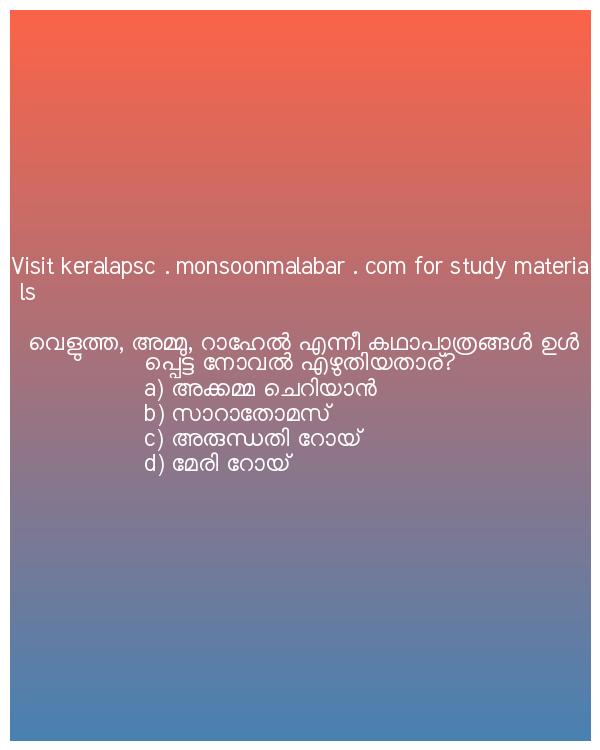 Visit keralapsc . monsoonmalabar . com for study materia
ls
വെളുത്ത, അമ്മു, റാഹേൽ എന്നീ കഥാപാത്രങ്ങൾ ഉൾ
പ്പെട്ട നോവൽ എഴുതിയതാര്?
a) അക്കമ്മ ചെറിയാൻ
b) സാറാതോമസ്
c) അരുന്ധതി റോയ്
d) മേരി റോയ്